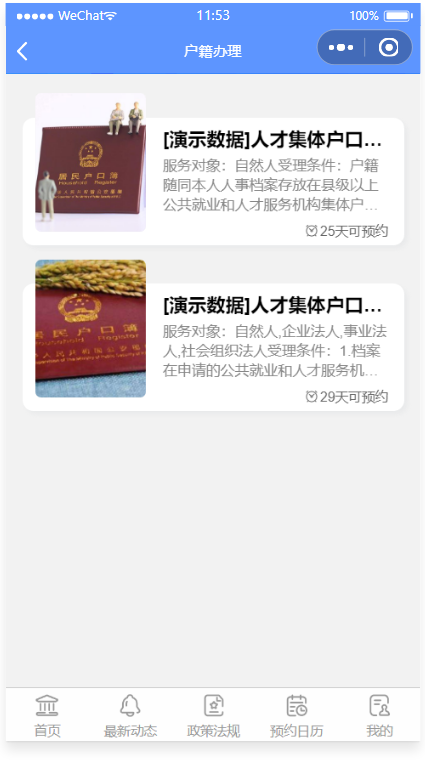 WeChat
11:53
100%
户籍办理
[演示数据]人才集体户口...
服务对象：自然人受理条件：户籍
随同本人人事档案存放在县级以上
公共就业和人才服务机构集体户...
25天可预约
居民户口簿
Household Register
[演示数据]人才集体户口...
服务对象：自然人,企业法人,事业法
人,社会组织法人受理条件：1.档案
在申请的公共就业和人才服务机...
29天可预约
居民户口簿
Household Register
首页
最新动态
政策法规
预约日历
我的